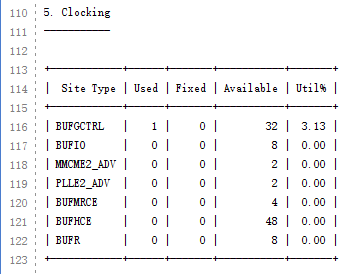 110 5. Clocking
111 -----------
112
113 +------------+------+-------+-----------+-------+
114 | Site Type | Used | Fixed | Available | Util% |
115 +------------+------+-------+-----------+-------+
116 | BUFGCTRL | 1 | 0 | 32 | 3.13 |
117 | BUFIO | 0 | 0 | 8 | 0.00 |
118 | MMCME2_ADV | 0 | 0 | 2 | 0.00 |
119 | PLLE2_ADV | 0 | 0 | 2 | 0.00 |
120 | BUFMRCE | 0 | 0 | 4 | 0.00 |
121 | BUFHCE | 0 | 0 | 48 | 0.00 |
122 | BUFR | 0 | 0 | 8 | 0.00 |
123 +------------+------+-------+-----------+-------+